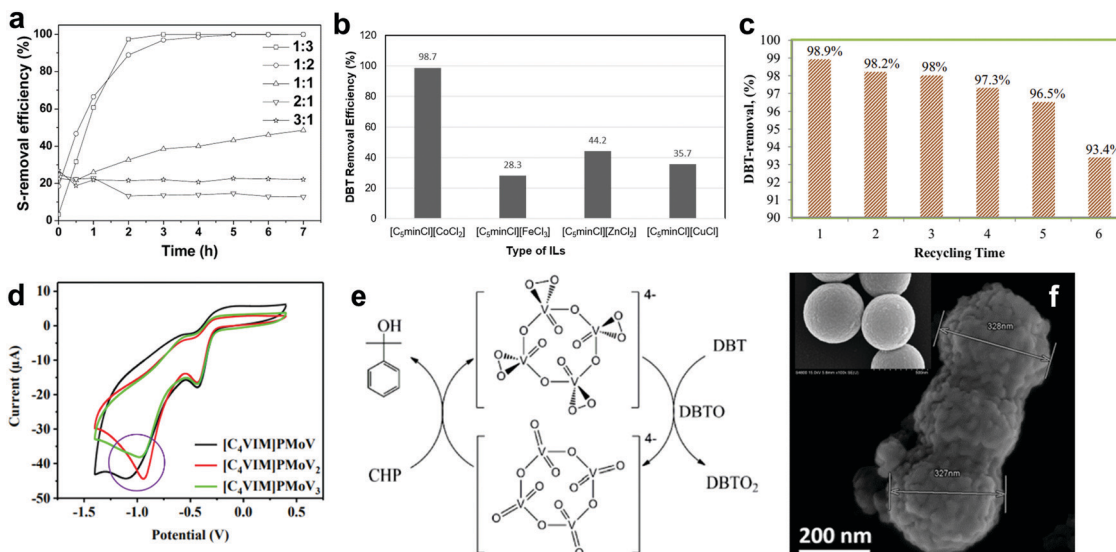 a
S-removal efficiency (%)
100
80
60
40
20
0
1:3
1:2
1:1
2:1
3:1
0 1 2 3 4 5 6 7
Time (h)
b
DBT Removal Efficiency (%)
120
100
80
60
40
20
0
98.7
28.3
44.2
35.7
[C₅minCl][CoCl₂] [C₅minCl][FeCl₃] [C₅minCl][ZnCl₂] [C₅minCl][CuCl]
Type of ILs
c
DBT-removal, (%)
100
99
98
97
96
95
94
93
92
91
90
98.9%
98.2%
98%
97.3%
96.5%
93.4%
1 2 3 4 5 6
Recycling Time
d
Current (µA)
10
5
0
-10
-20
-30
-40
-50
[C₄VIM]PMoV
[C₄VIM]PMoV₂
[C₄VIM]PMoV₃
-1.5 -1.0 -0.5 0.0 0.5
Potential (V)
e
OH
CHP
4-
O O O O V V V V O O O O
4-
O O O O V V V V O O O O
DBT
DBTO
DBTO₂
f
328nm
327nm
200 nm